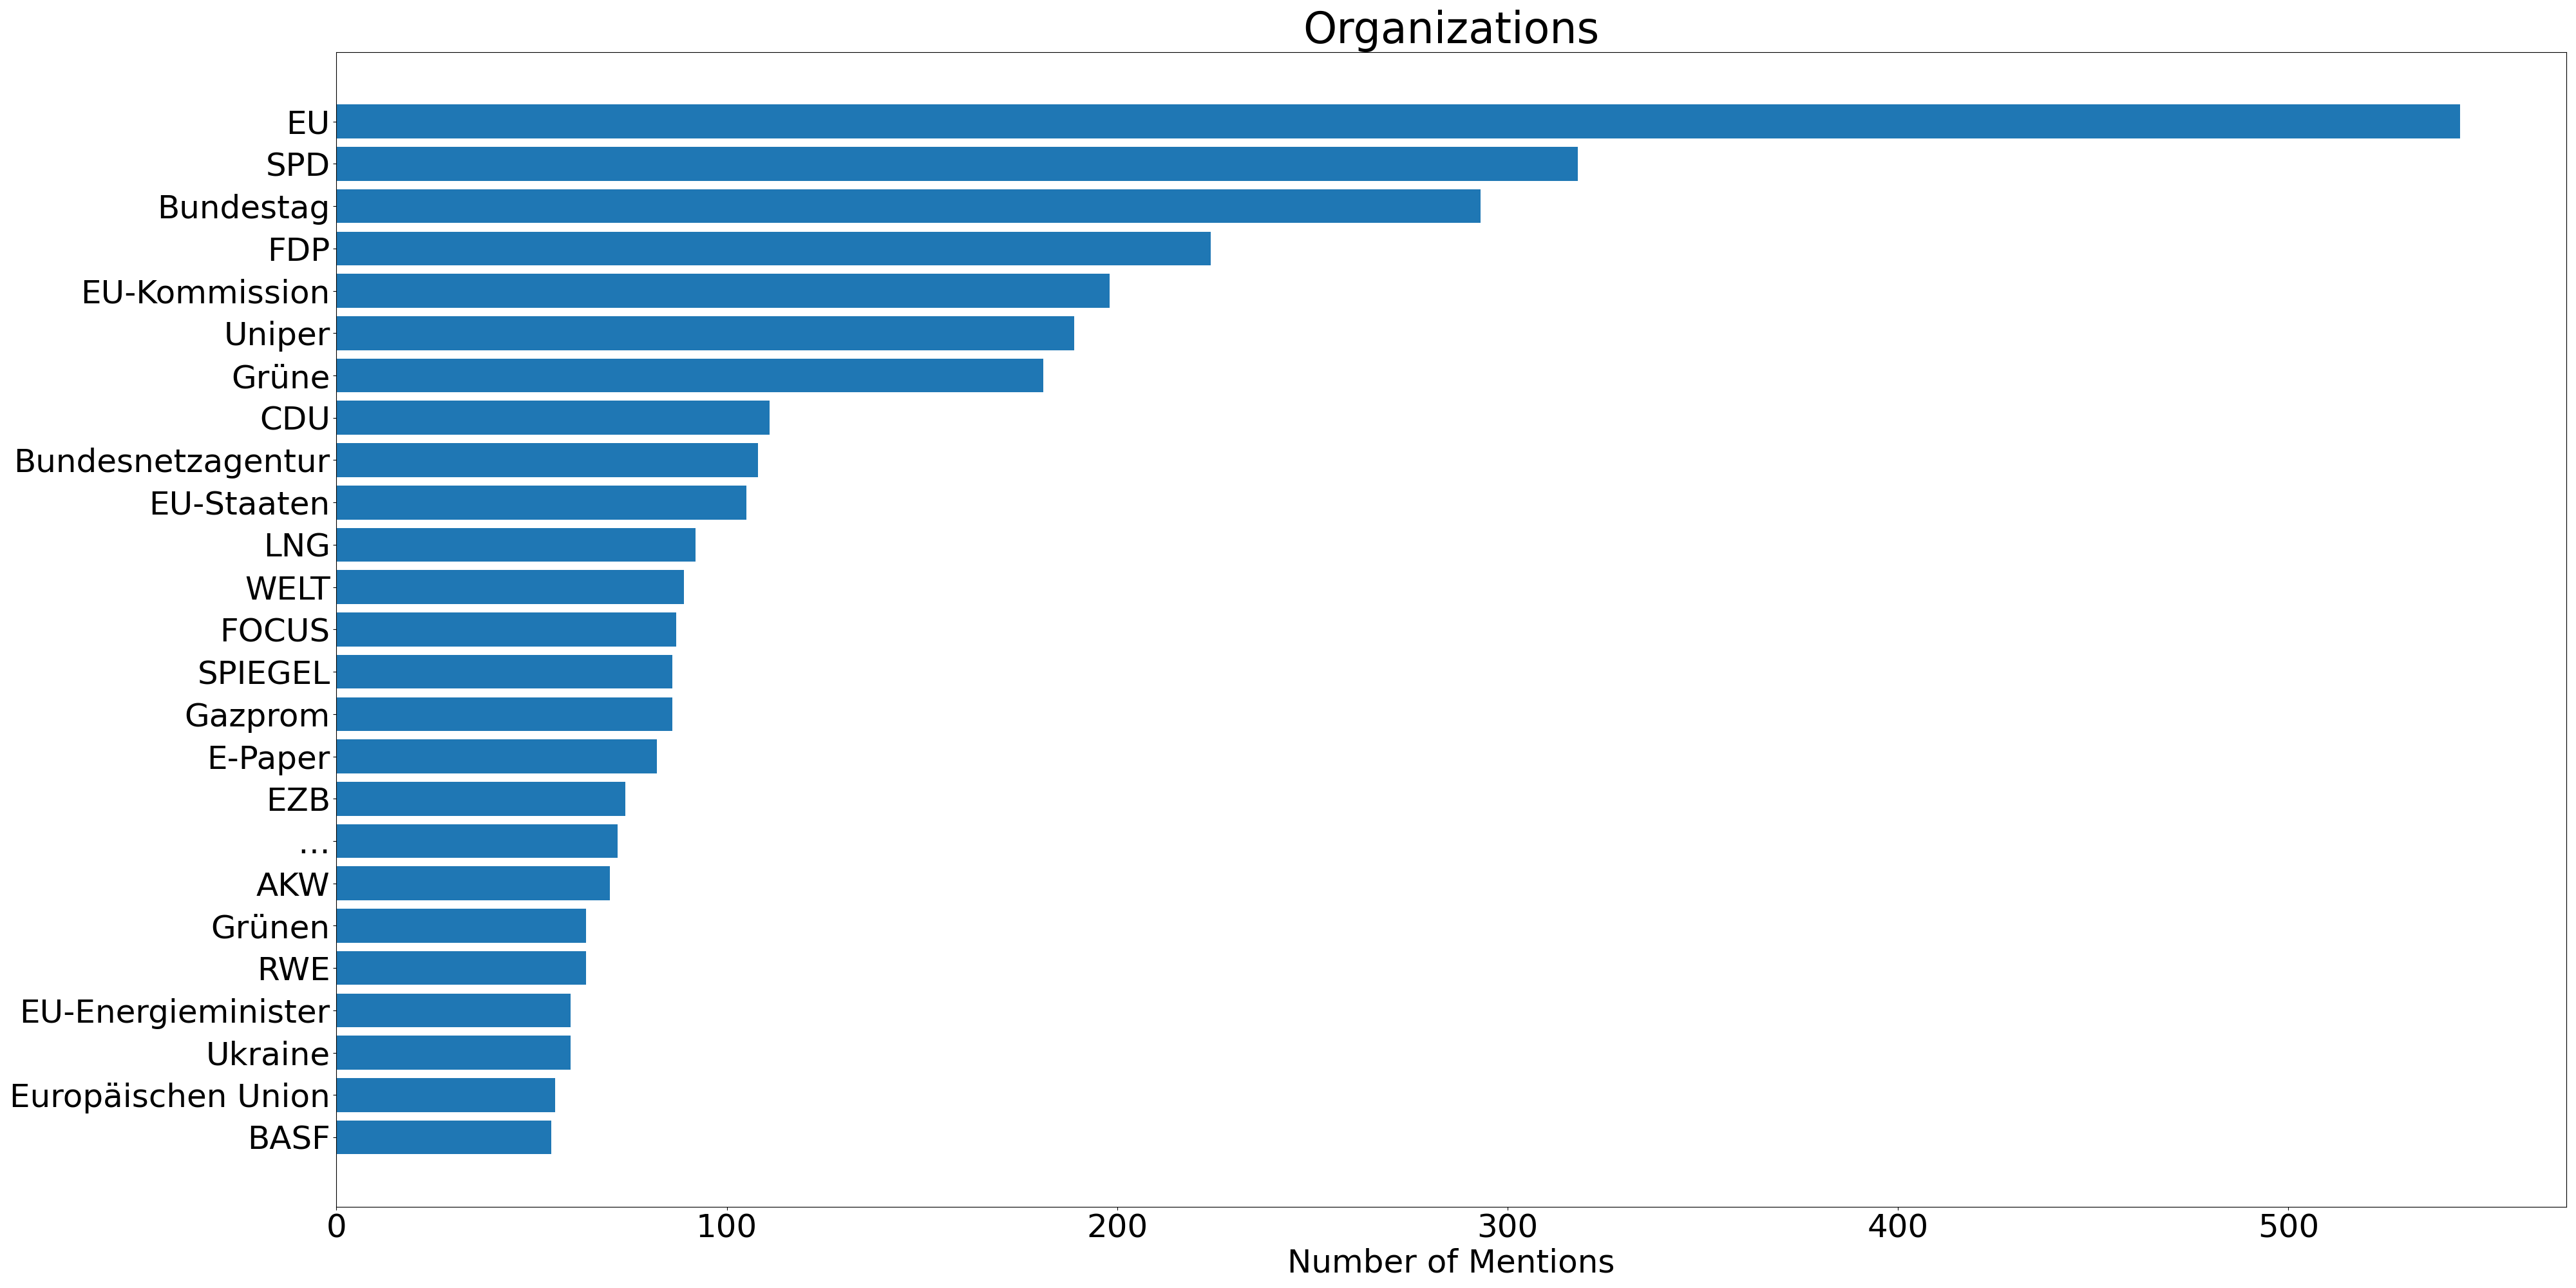 Organizations
EU
SPD
Bundestag
FDP
EU-Kommission
Uniper
Grüne
CDU
Bundesnetzagentur
EU-Staaten
LNG
WELT
FOCUS
SPIEGEL
Gazprom
E-Paper
EZB
...
AKW
Grünen
RWE
EU-Energieminister
Ukraine
Europäischen Union
BASF
0 100 200 300 400 500
Number of Mentions